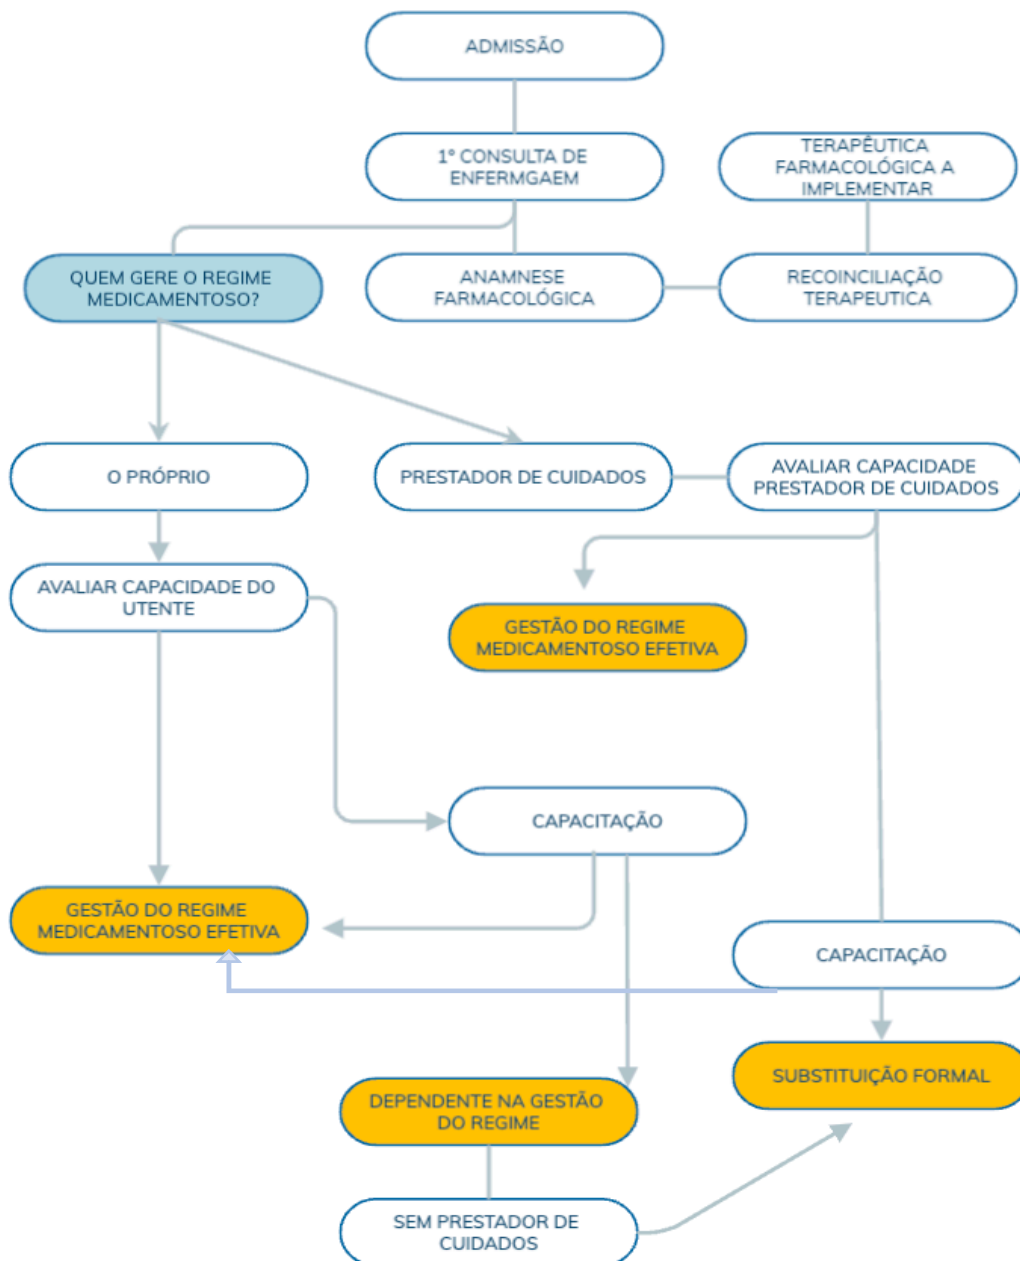 ADMISSÃO
1º CONSULTA DE
ENFERMGAEM
TERAPÊUTICA
FARMACOLÓGICA A
IMPLEMENTAR
QUEM GERE O REGIME
MEDICAMENTOSO?
ANAMNESE
FARMACOLÓGICA
RECOINCILIAÇÃO
TERAPEUTICA
O PRÓPRIO
PRESTADOR DE CUIDADOS
AVALIAR CAPACIDADE
PRESTADOR DE CUIDADOS
AVALIAR CAPACIDADE DO
UTENTE
GESTÃO DO REGIME
MEDICAMENTOSO EFETIVA
CAPACITAÇÃO
GESTÃO DO REGIME
MEDICAMENTOSO EFETIVA
CAPACITAÇÃO
SUBSTITUIÇÃO FORMAL
DEPENDENTE NA GESTÃO
DO REGIME
SEM PRESTADOR DE
CUIDADOS